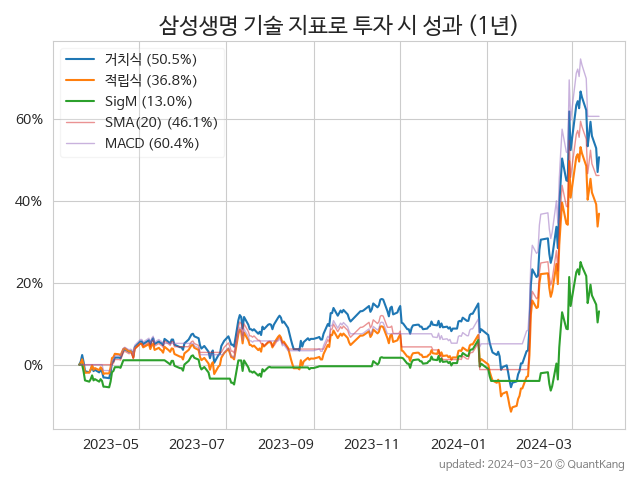 삼성생명 기술 지표로 투자 시 성과 (1년)
거치식 (50.5%)
적립식 (36.8%)
SigM (13.0%)
SMA(20) (46.1%)
MACD (60.4%)
60%
40%
20%
0%
2023-05 2023-07 2023-09 2023-11 2024-01 2024-03
updated: 2024-03-20 © QuantKang